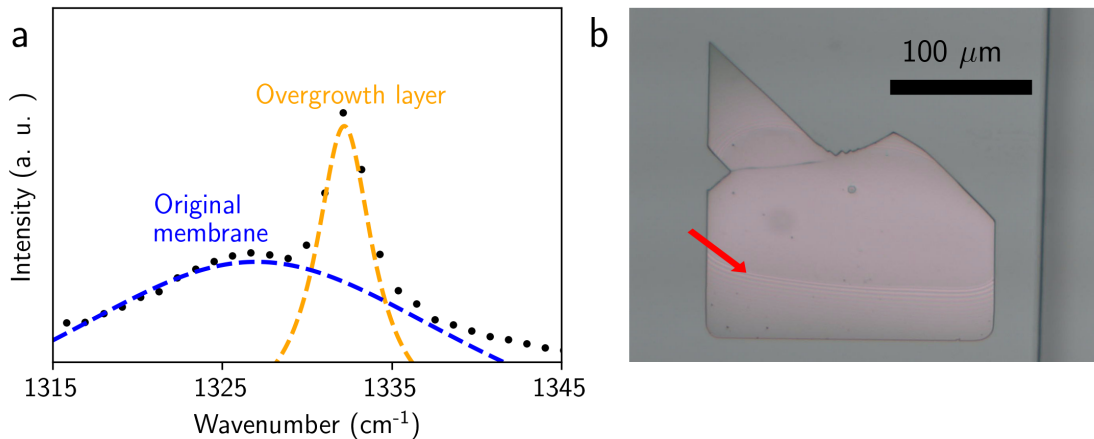 a
Intensity (a. u. )
Overgrowth layer
Original
membrane
1315
1325
1335
1345
Wavenumber (cm⁻¹)
b
100 μm